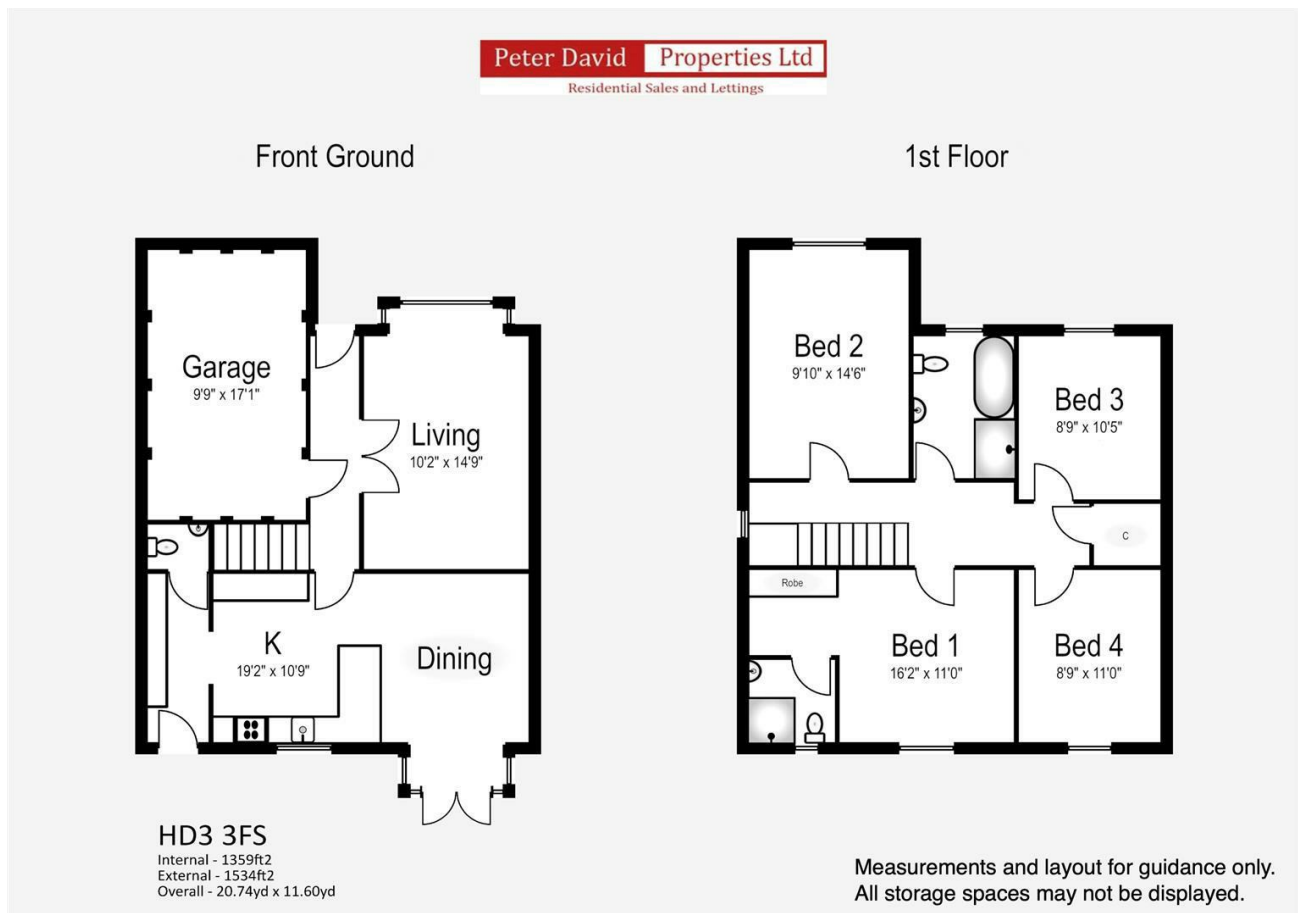 Peter David Properties Ltd
Residential Sales and Lettings
Front Ground
1st Floor
Garage
9'9" x 17'1"
Living
10'2" x 14'9"
K
19'2" x 10'9"
Dining
Bed 2
9'10" x 14'6"
Bed 3
8'9" x 10'5"
C
Robe
Bed 1
16'2" x 11'0"
Bed 4
8'9" x 11'0"
HD3 3FS
Internal - 1359ft2
External - 1534ft2
Overall - 20.74yd x 11.60yd
Measurements and layout for guidance only.
All storage spaces may not be displayed.